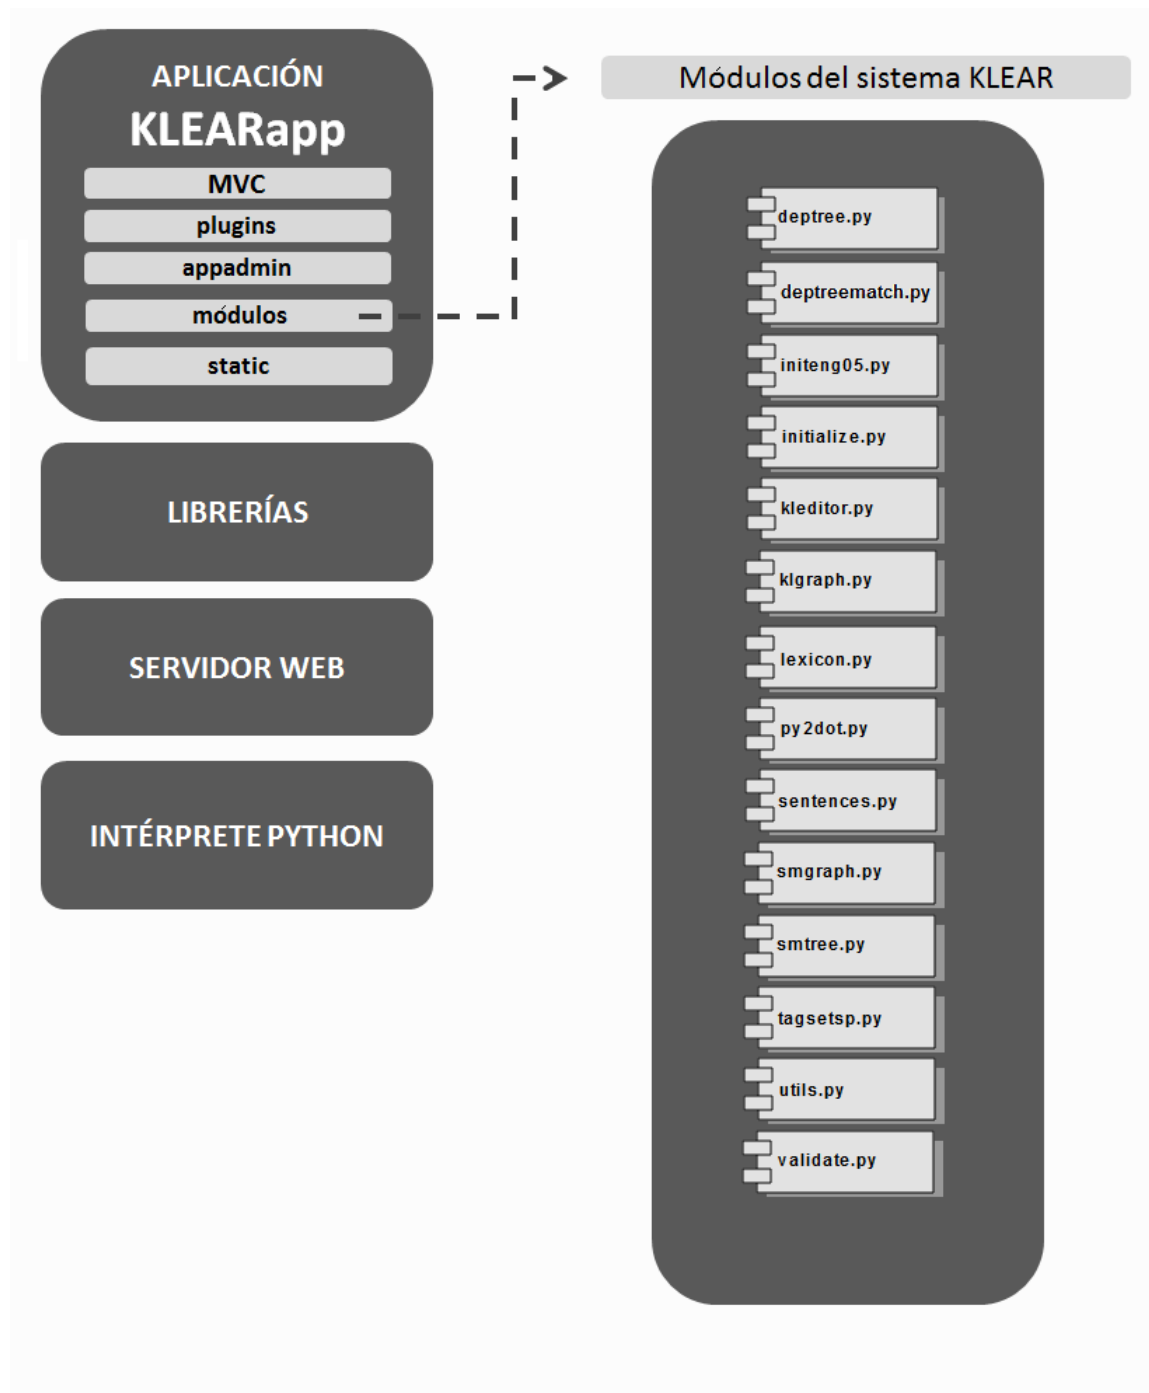 APLICACIÓN
KLEARapp
MVC
plugins
appadmin
módulos
static
LIBRERÍAS
SERVIDOR WEB
INTÉRPRETE PYTHON
Módulos del sistema KLEAR
deptree.py
deptreematch.py
initeng05.py
initialize.py
kleditor.py
klgraph.py
lexicon.py
py2dot.py
sentences.py
smgraph.py
smtree.py
tagsetsp.py
utils.py
validate.py